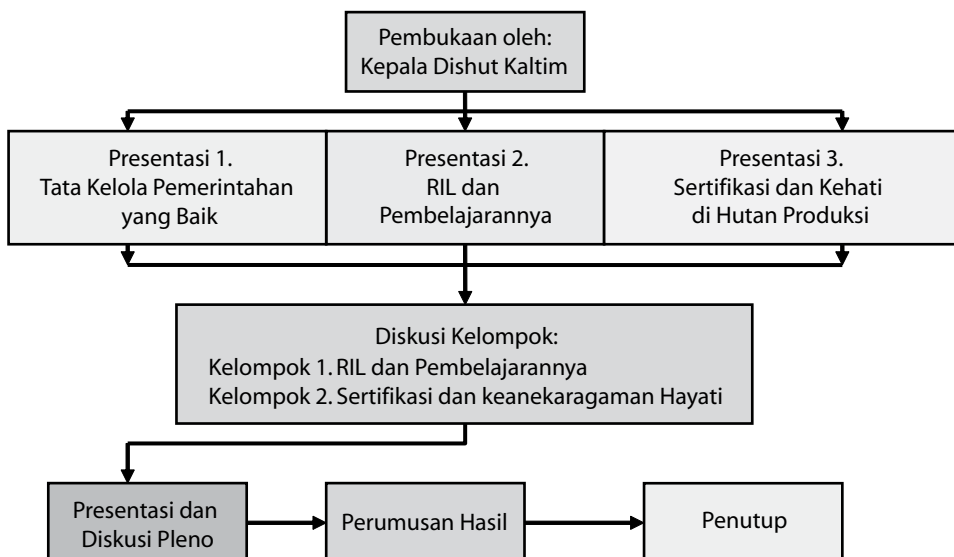 Pembukaan oleh:
Kepala Dishut Kaltim
Presentasi 1.
Tata Kelola Pemerintahan
yang Baik
Presentasi 2.
RIL dan
Pembelajarannya
Presentasi 3.
Sertifikasi dan Kehati
di Hutan Produksi
Diskusi Kelompok:
Kelompok 1. RIL dan Pembelajarannya
Kelompok 2. Sertifikasi dan keanekaragaman Hayati
Presentasi dan
Diskusi Pleno
Perumusan Hasil
Penutup